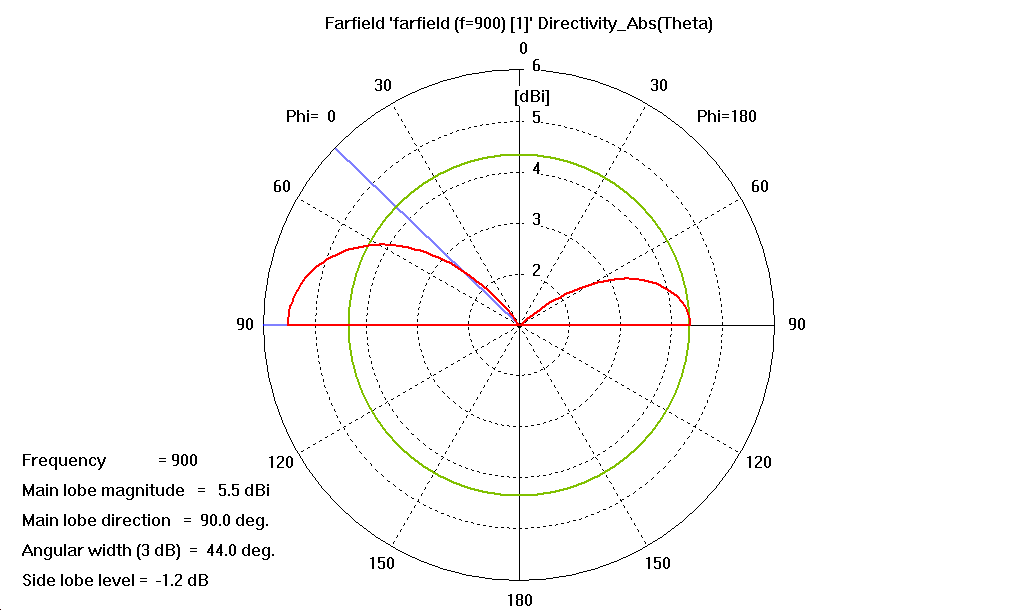 Farfield 'farfield (f=900) [1]' Directivity_Abs(Theta)
0
6
30
30
[dBi]
Phi= 0
Phi=180
5
4
60
60
3
2
90
90
120
120
Frequency = 900
Main lobe magnitude = 5.5 dBi
Main lobe direction = 90.0 deg.
Angular width (3 dB) = 44.0 deg.
150
150
Side lobe level = -1.2 dB
180